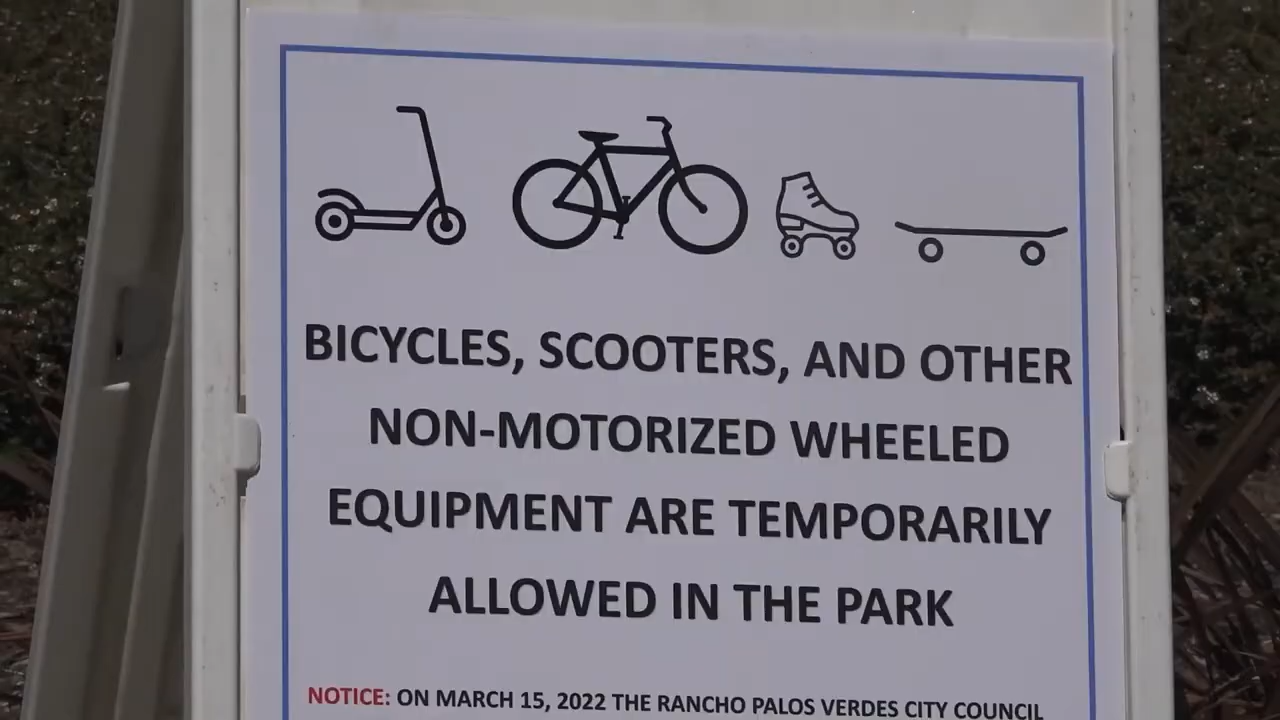 BICYCLES, SCOOTERS, AND OTHER
NON-MOTORIZED WHEELED
EQUIPMENT ARE TEMPORARILY
ALLOWED IN THE PARK
NOTICE: ON MARCH 15, 2022 THE RANCHO PALOS VERDES CITY COUNCIL